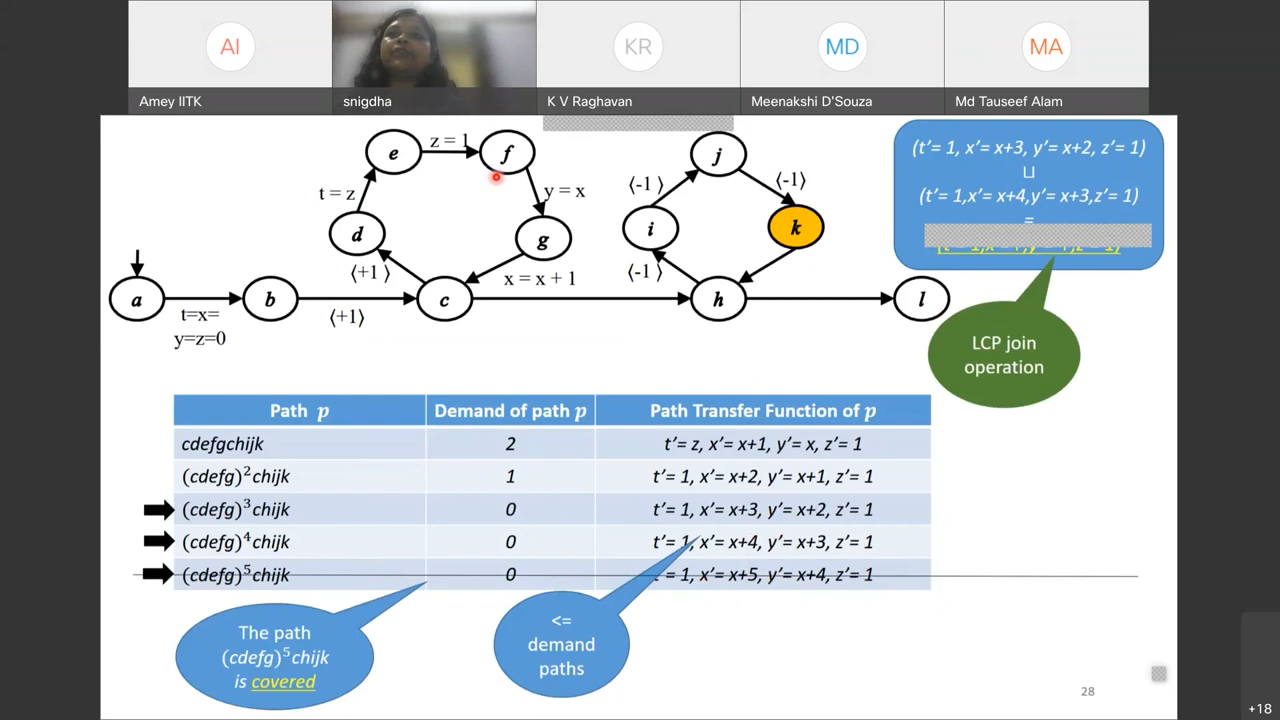 AI
KR
MD
MA
Amey IITK
snigdha
K V Raghavan
Meenakshi D'Souza
Md Tauseef Alam
e
z = 1
f
j
t = z
y = x
⟨-1 ⟩
⟨-1⟩
d
g
i
k
⟨+1 ⟩
x = x + 1
⟨-1⟩
a
b
c
h
l
t=x=
y=z=0
⟨+1⟩
(t′= 1, x′= x+3, y′= x+2, z′= 1)
⊔
(t′= 1,x′= x+4,y′= x+3,z′= 1)
=
LCP join
operation
Path p Demand of path p Path Transfer Function of p
cdefgchijk 2 t′= z, x′= x+1, y′= x, z′= 1
(cdefg)²chijk 1 t′= 1, x′= x+2, y′= x+1, z′= 1
(cdefg)³chijk 0 t′= 1, x′= x+3, y′= x+2, z′= 1
(cdefg)⁴chijk 0 t′= 1, x′= x+4, y′= x+3, z′= 1
(cdefg)⁵chijk 0 t′= 1, x′= x+5, y′= x+4, z′= 1
The path
(cdefg)⁵chijk
is covered
<=
demand
paths
28
+18